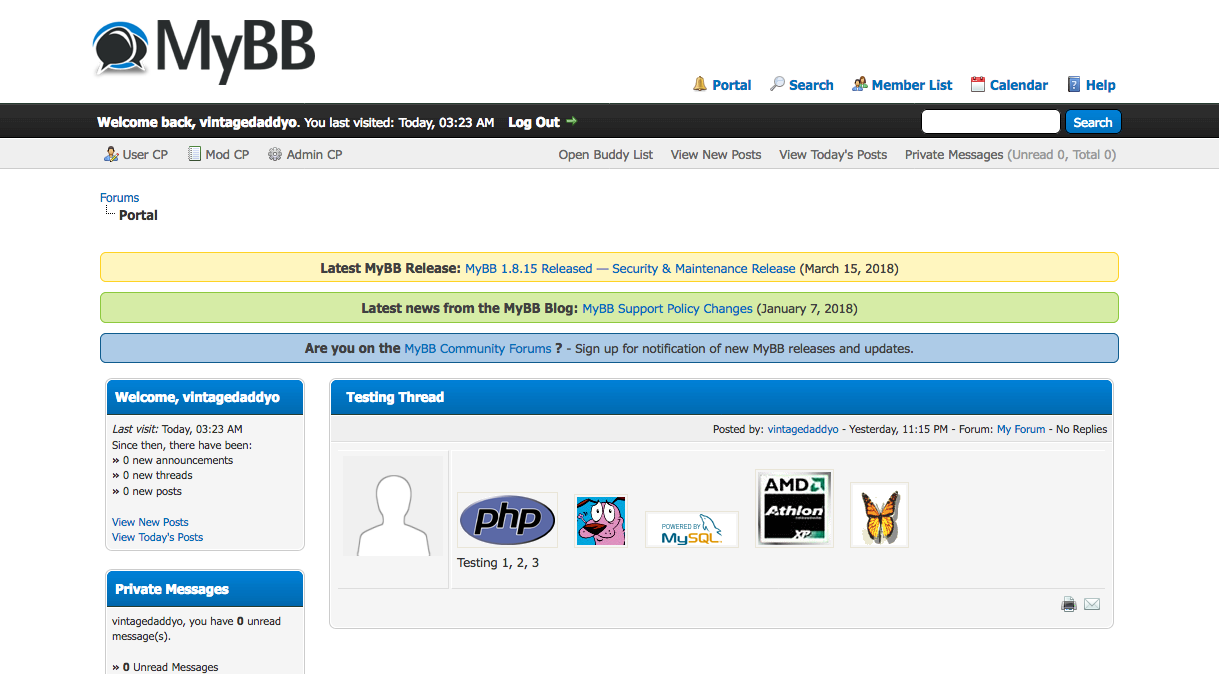 MyBB
Portal Search Member List Calendar Help
Welcome back, vintagedaddyo. You last visited: Today, 03:23 AM Log Out
Search
User CP Mod CP Admin CP
Open Buddy List View New Posts View Today's Posts Private Messages (Unread 0, Total 0)
Forums
Portal
Latest MyBB Release: MyBB 1.8.15 Released — Security & Maintenance Release (March 15, 2018)
Latest news from the MyBB Blog: MyBB Support Policy Changes (January 7, 2018)
Are you on the MyBB Community Forums ? - Sign up for notification of new MyBB releases and updates.
Welcome, vintagedaddyo
Last visit: Today, 03:23 AM
Since then, there have been:
» 0 new announcements
» 0 new threads
» 0 new posts
View New Posts
View Today's Posts
Private Messages
vintagedaddyo, you have 0 unread
message(s).
» 0 Unread Messages
Testing Thread
Posted by: vintagedaddyo - Yesterday, 11:15 PM - Forum: My Forum - No Replies
php
POWERED BY
MySQL
AMD
Athlon
XP
Testing 1, 2, 3